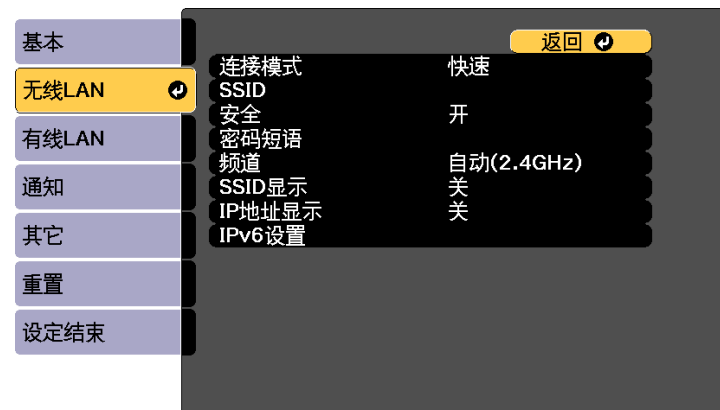 基本
无线LAN
有线LAN
通知
其它
重置
设定结束
返回
连接模式 快速
SSID
安全 开
密码短语
频道 自动(2.4GHz)
SSID显示 关
IP地址显示 关
IPv6设置